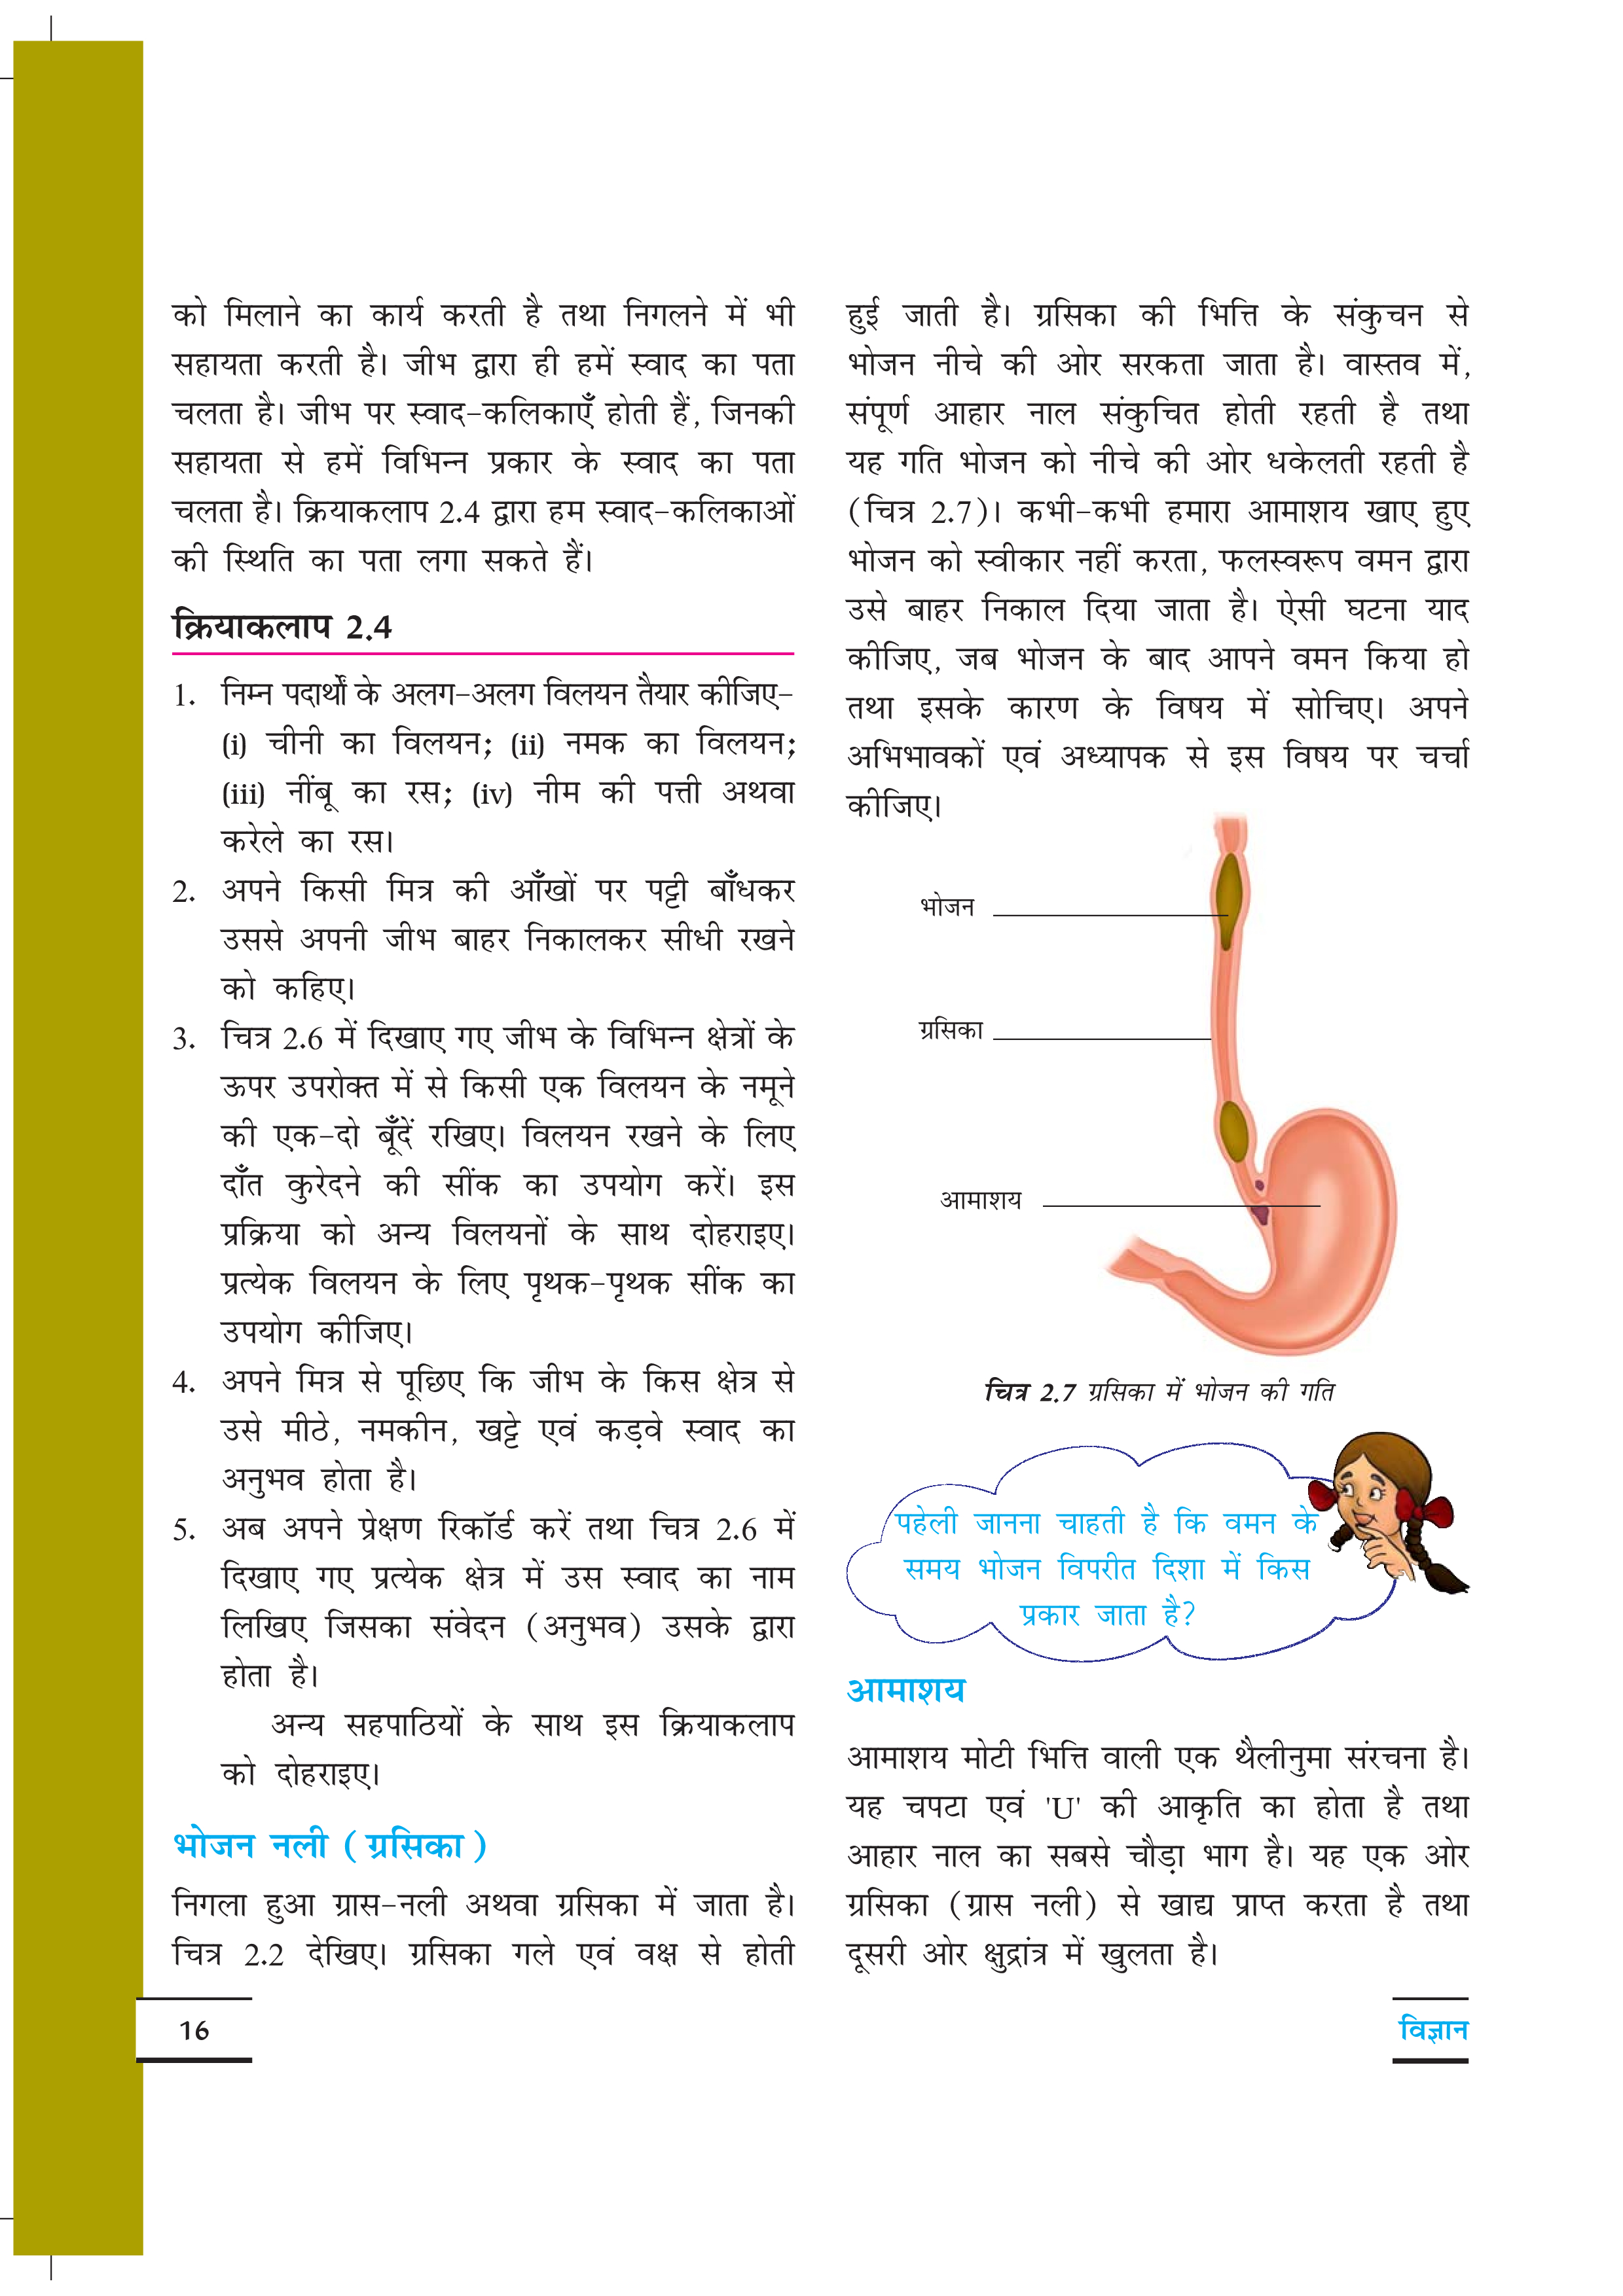 को मिलाने का कार्य करती है तथा निगलने में भी
सहायता करती है। जीभ द्वारा ही हमें स्वाद का पता
चलता है। जीभ पर स्वाद-कलिकाएँ होती हैं, जिनकी
सहायता से हमें विभिन्न प्रकार के स्वाद का पता
चलता है। क्रियाकलाप 2.4 द्वारा हम स्वाद-कलिकाओं
की स्थिति का पता लगा सकते हैं।
क्रियाकलाप 2.4
1. निम्न पदार्थों के अलग-अलग विलयन तैयार कीजिए-
(i) चीनी का विलयन; (ii) नमक का विलयन;
(iii) नींबू का रस; (iv) नीम की पत्ती अथवा
करेले का रस।
2. अपने किसी मित्र की आँखों पर पट्टी बाँधकर
उससे अपनी जीभ बाहर निकालकर सीधी रखने
को कहिए।
3. चित्र 2.6 में दिखाए गए जीभ के विभिन्न क्षेत्रों के
ऊपर उपरोक्त में से किसी एक विलयन के नमूने
की एक-दो बूँदें रखिए। विलयन रखने के लिए
दाँत कुरेदने की सींक का उपयोग करें। इस
प्रक्रिया को अन्य विलयनों के साथ दोहराइए।
प्रत्येक विलयन के लिए पृथक-पृथक सींक का
उपयोग कीजिए।
4. अपने मित्र से पूछिए कि जीभ के किस क्षेत्र से
उसे मीठे, नमकीन, खट्टे एवं कड़वे स्वाद का
अनुभव होता है।
5. अब अपने प्रेक्षण रिकॉर्ड करें तथा चित्र 2.6 में
दिखाए गए प्रत्येक क्षेत्र में उस स्वाद का नाम
लिखिए जिसका संवेदन (अनुभव) उसके द्वारा
होता है।
अन्य सहपाठियों के साथ इस क्रियाकलाप
को दोहराइए।
भोजन नली (ग्रसिका)
निगला हुआ ग्रास-नली अथवा ग्रसिका में जाता है।
चित्र 2.2 देखिए। ग्रसिका गले एवं वक्ष से होती
हुई जाती है। ग्रसिका की भित्ति के संकुचन से
भोजन नीचे की ओर सरकता जाता है। वास्तव में,
संपूर्ण आहार नाल संकुचित होती रहती है तथा
यह गति भोजन को नीचे की ओर धकेलती रहती है
(चित्र 2.7)। कभी-कभी हमारा आमाशय खाए हुए
भोजन को स्वीकार नहीं करता, फलस्वरूप वमन द्वारा
उसे बाहर निकाल दिया जाता है। ऐसी घटना याद
कीजिए, जब भोजन के बाद आपने वमन किया हो
तथा इसके कारण के विषय में सोचिए। अपने
अभिभावकों एवं अध्यापक से इस विषय पर चर्चा
कीजिए।
भोजन
ग्रसिका
आमाशय
चित्र 2.7 ग्रसिका में भोजन की गति
पहेली जानना चाहती है कि वमन के
समय भोजन विपरीत दिशा में किस
प्रकार जाता है?
आमाशय
आमाशय मोटी भित्ति वाली एक थैलीनुमा संरचना है।
यह चपटा एवं 'U' की आकृति का होता है तथा
आहार नाल का सबसे चौड़ा भाग है। यह एक ओर
ग्रसिका (ग्रास नली) से खाद्य प्राप्त करता है तथा
दूसरी ओर क्षुद्रांत्र में खुलता है।
16
विज्ञान